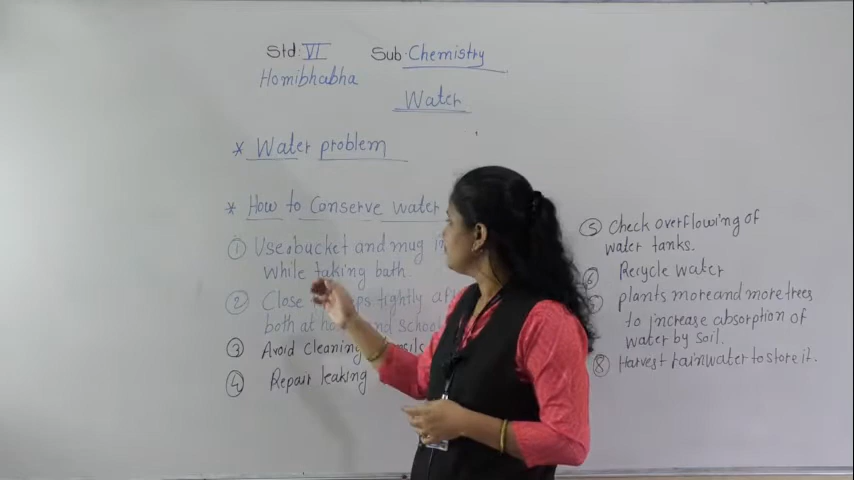 Std: VI Sub: Chemistry
Homibhabha
Water
* Water problem
* How to Conserve water
① Use a bucket and mug
while taking bath.
② Close tightly
both at and school
③ Avoid Cleaning
④ Repair leaking
⑤ Check overflowing of
water tanks.
⑥ Recycle water
plants more and more trees
to increase absorption of
water by soil.
⑧ Harvest rainwater to store it.